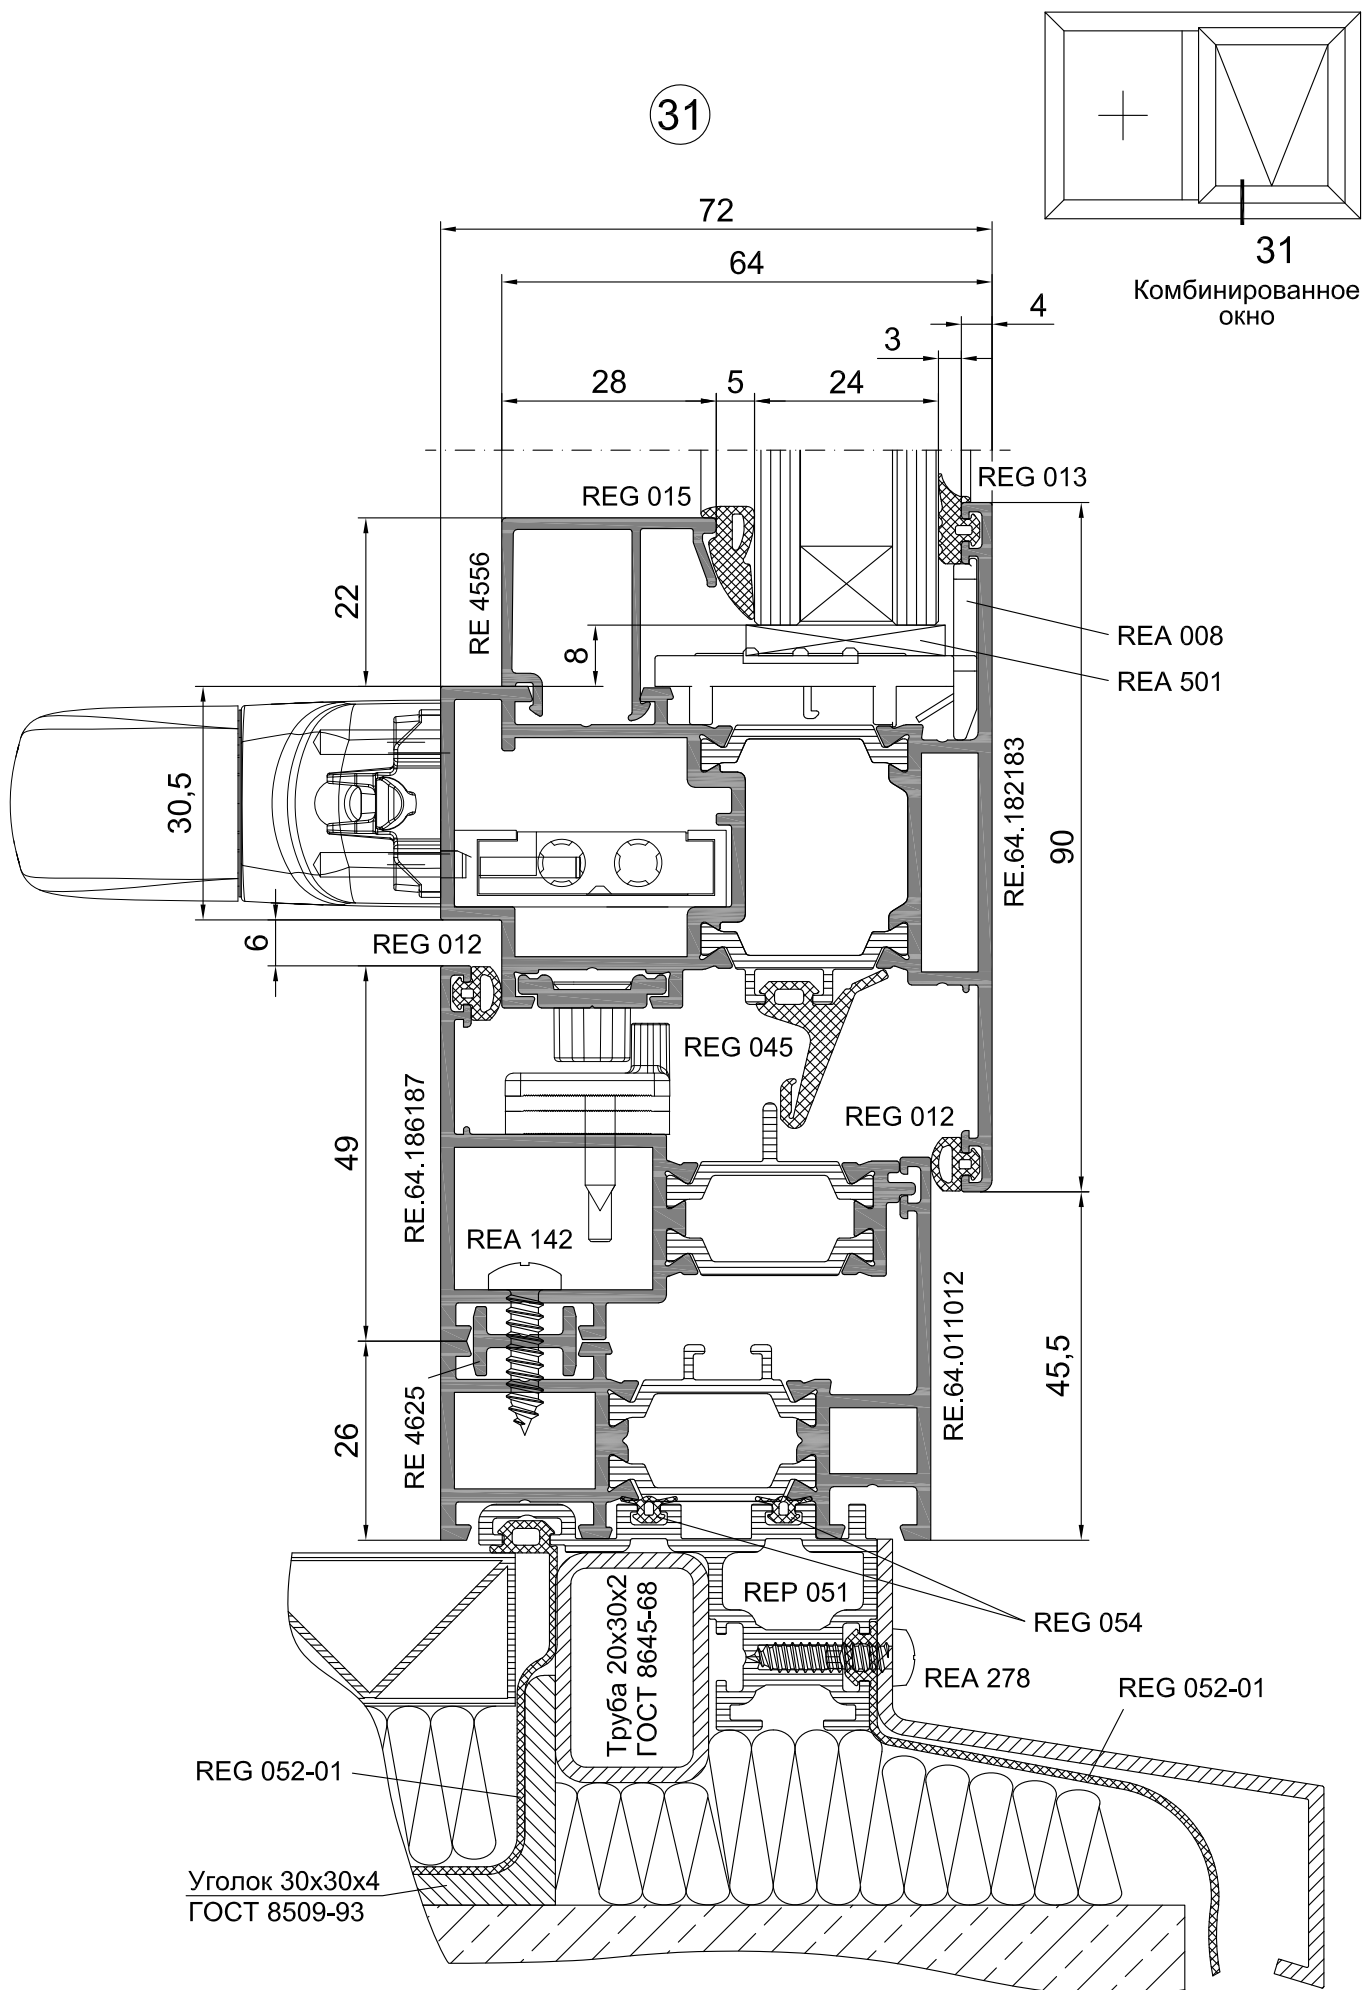 31
31
Комбинированное
окно
72
64
4
3
28
5
24
REG 013
REG 015
RE 4556
22
8
REA 008
REA 501
30,5
RE.64.182183
90
6
REG 012
REG 045
RE.64.186187
REG 012
49
REA 142
RE.64.011012
45,5
26
RE 4625
Труба 20х30х2
ГОСТ 8645-68
REP 051
REG 054
REA 278
REG 052-01
REG 052-01
Уголок 30х30х4
ГОСТ 8509-93